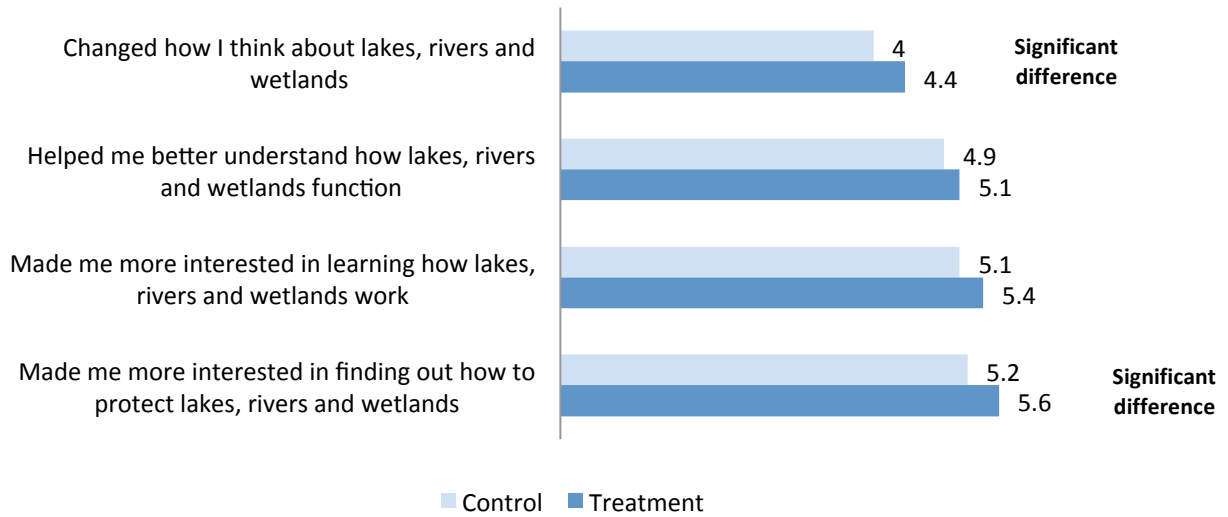 Changed how I think about lakes, rivers and
wetlands
4
4.4
Significant
difference
Helped me better understand how lakes, rivers
and wetlands function
4.9
5.1
Made me more interested in learning how lakes,
rivers and wetlands work
5.1
5.4
Made me more interested in finding out how to
protect lakes, rivers and wetlands
5.2
5.6
Significant
difference
Control Treatment